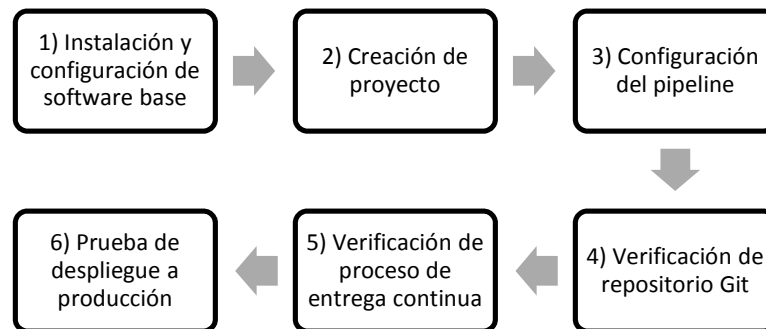 1) Instalación y
configuración de
software base
2) Creación de
proyecto
3) Configuración
del pipeline
4) Verificación de
repositorio Git
5) Verificación de
proceso de
entrega continua
6) Prueba de
despliegue a
producción